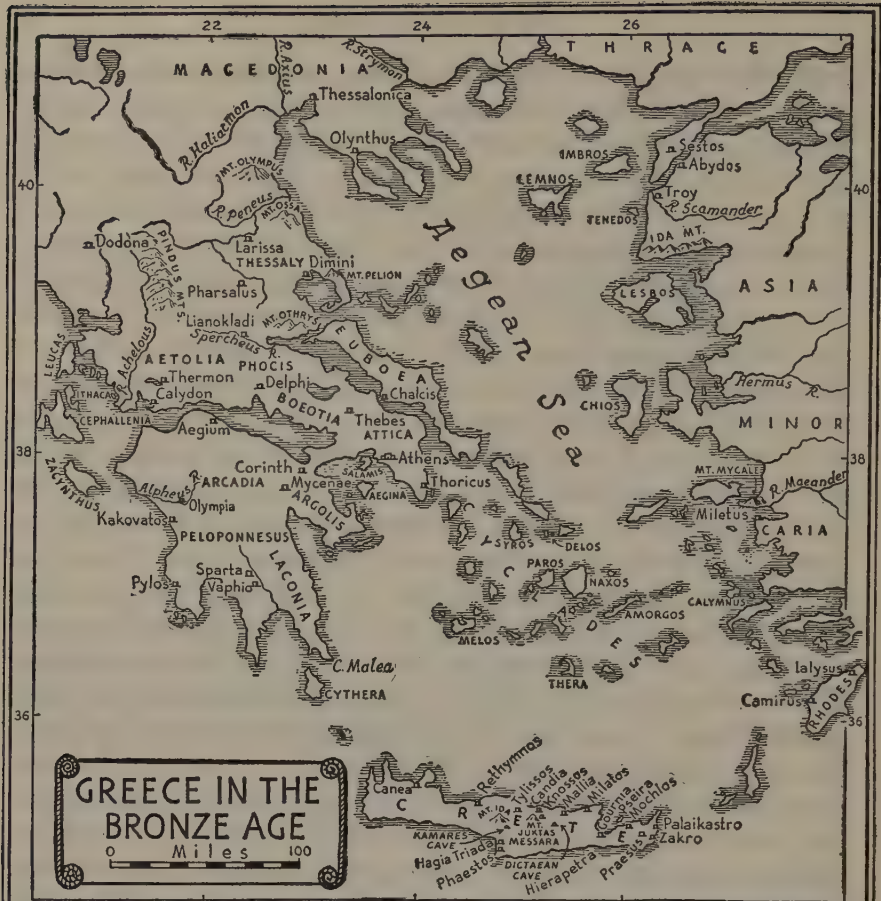 22 24 26
THRACE
MACEDONIA
R. Axius
R. Strymon
Thessalonica
R. Haliacmon
Olynthus
IMBROS
Sestos
Abydos
40
MT. OLYMPUS
LEMNOS
40
R. Peneus
MT. OSSA
Troy
R. Scamander
TENEDOS
Dodona
PINDUS MTS.
Larissa
THESSALY
Dimini
MT. PELION
IDA MT.
Aegean Sea
ASIA MINOR
Pharsalus
LESBOS
Lianokladi
MT. OTHRYS
Spercheus R.
EUBOEA
LEUCAS
R. Achelous
AETOLIA
PHOCIS
Thermon
Delphi
Hermus R.
ITHACA
Calydon
BOEOTIA
Chalcis
CHIOS
CEPHALLENIA
Aegium
Thebes
ATTICA
38
Athens
38
ZACYNTHUS
Corinth
SALAMIS
MT. MYCALE
Alpheus R.
ARCADIA
Mycenae
AEGINA
Thoricus
R. Maeander
Olympia
ARGOLIS
Miletus
Kakovatos
CYCLADES
SYROS
DELOS
CARIA
PELOPONNESUS
PAROS
NAXOS
Sparta
LACONIA
Pylos
Vaphio
AMORGOS
CALYMNUS
MELOS
C. Malea
THERA
Ialysus
CYTHERA
Camirus
RHODES
36
36
GREECE IN THE
BRONZE AGE
0 Miles 100
CRETE
Canea
Rethymnos
Tylissos
Candia
Knossos
Mallia
Milatos
Gournia
Mochlos
MT. IDA
MT. JUKTAS
MESSARA
KAMARES CAVE
Hagia Triada
Phaestos
DICTAEAN CAVE
Hierapetra
Praesus
Palaikastro
Zakro